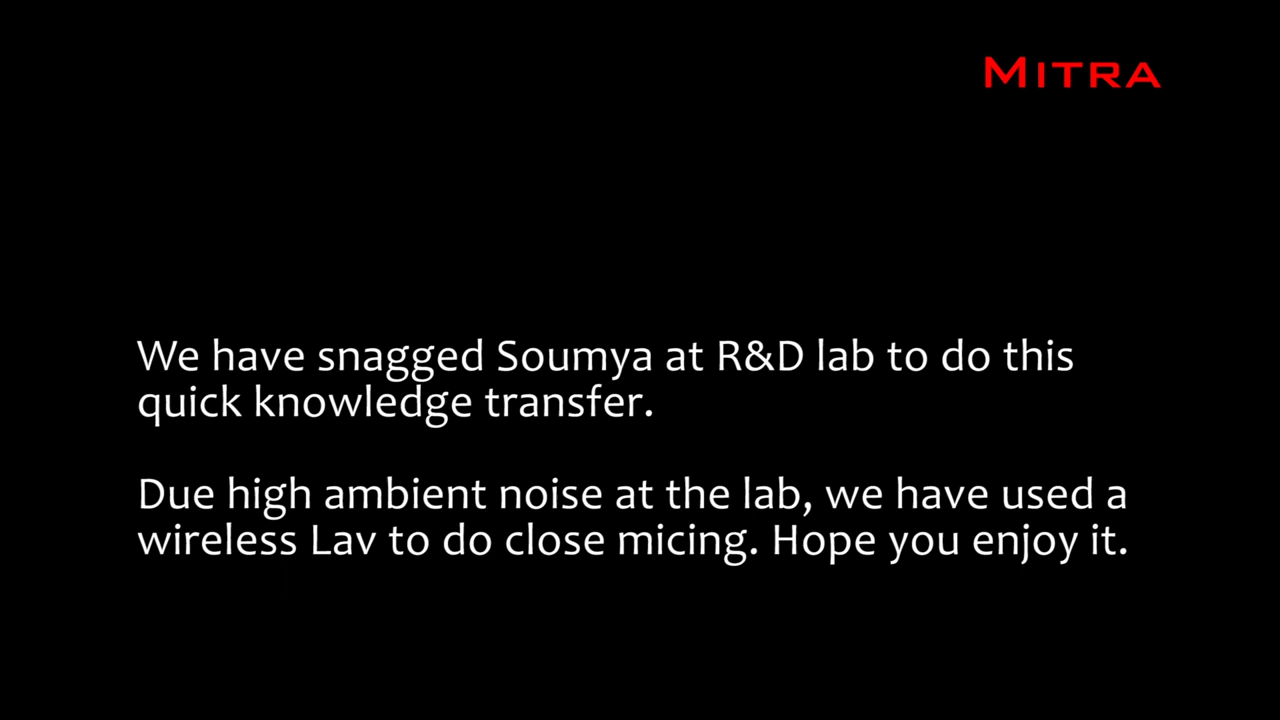 MITRA
We have snagged Soumya at R&D lab to do this
quick knowledge transfer.
Due high ambient noise at the lab, we have used a
wireless Lav to do close micing. Hope you enjoy it.